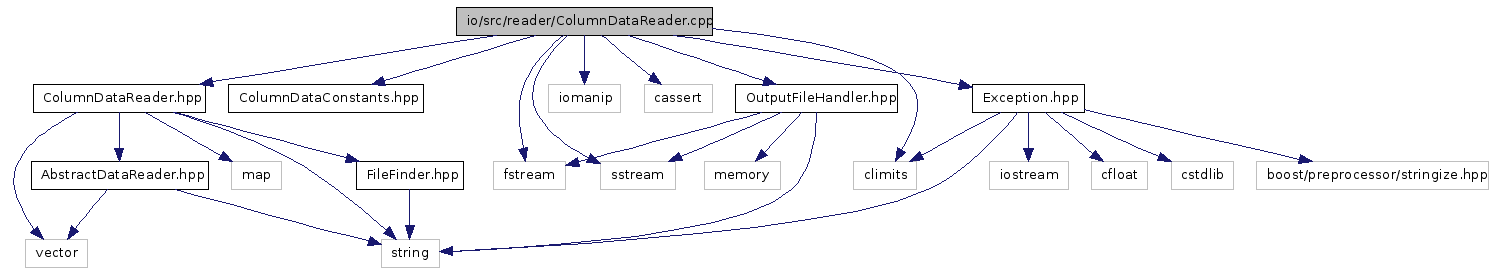 io/src/reader/ColumnDataReader.cpp
ColumnDataReader.hpp
ColumnDataConstants.hpp
iomanip
cassert
OutputFileHandler.hpp
Exception.hpp
AbstractDataReader.hpp
map
FileFinder.hpp
fstream
sstream
memory
climits
iostream
cfloat
cstdlib
boost/preprocessor/stringize.hpp
vector
string